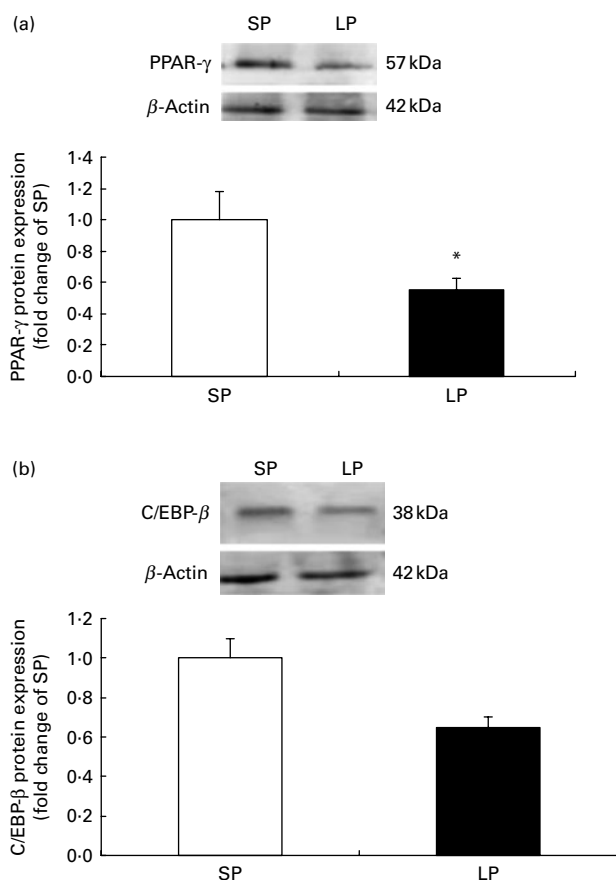 (a)
SP LP
PPAR-γ 57 kDa
β-Actin 42 kDa
PPAR-γ protein expression
(fold change of SP)
1·4
1·2
1·0
0·8
0·6
0·4
0·2
0·0
*
SP LP
(b)
SP LP
C/EBP-β 38 kDa
β-Actin 42 kDa
C/EBP-β protein expression
(fold change of SP)
1·2
1·0
0·8
0·6
0·4
0·2
0·0
SP LP